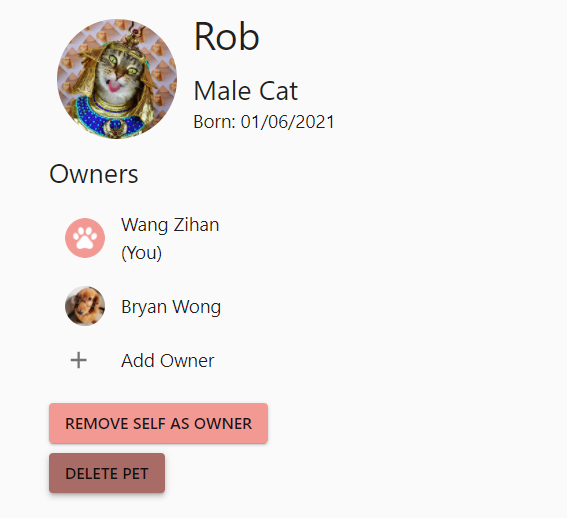 Rob
Male Cat
Born: 01/06/2021
Owners
Wang Zihan
(You)
Bryan Wong
Add Owner
REMOVE SELF AS OWNER
DELETE PET